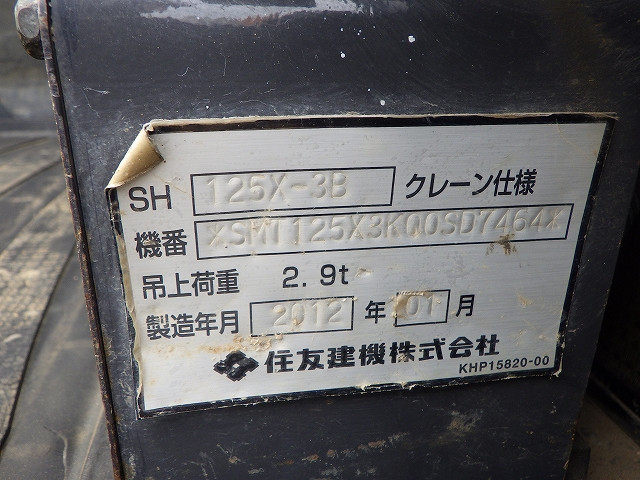 SH 125X-3B クレーン仕様
機番 XSMT125X3KQ0SD7464X
吊上荷重 2.9t
製造年月 2012 年 01 月
住友建機株式会社
KHP15820-00